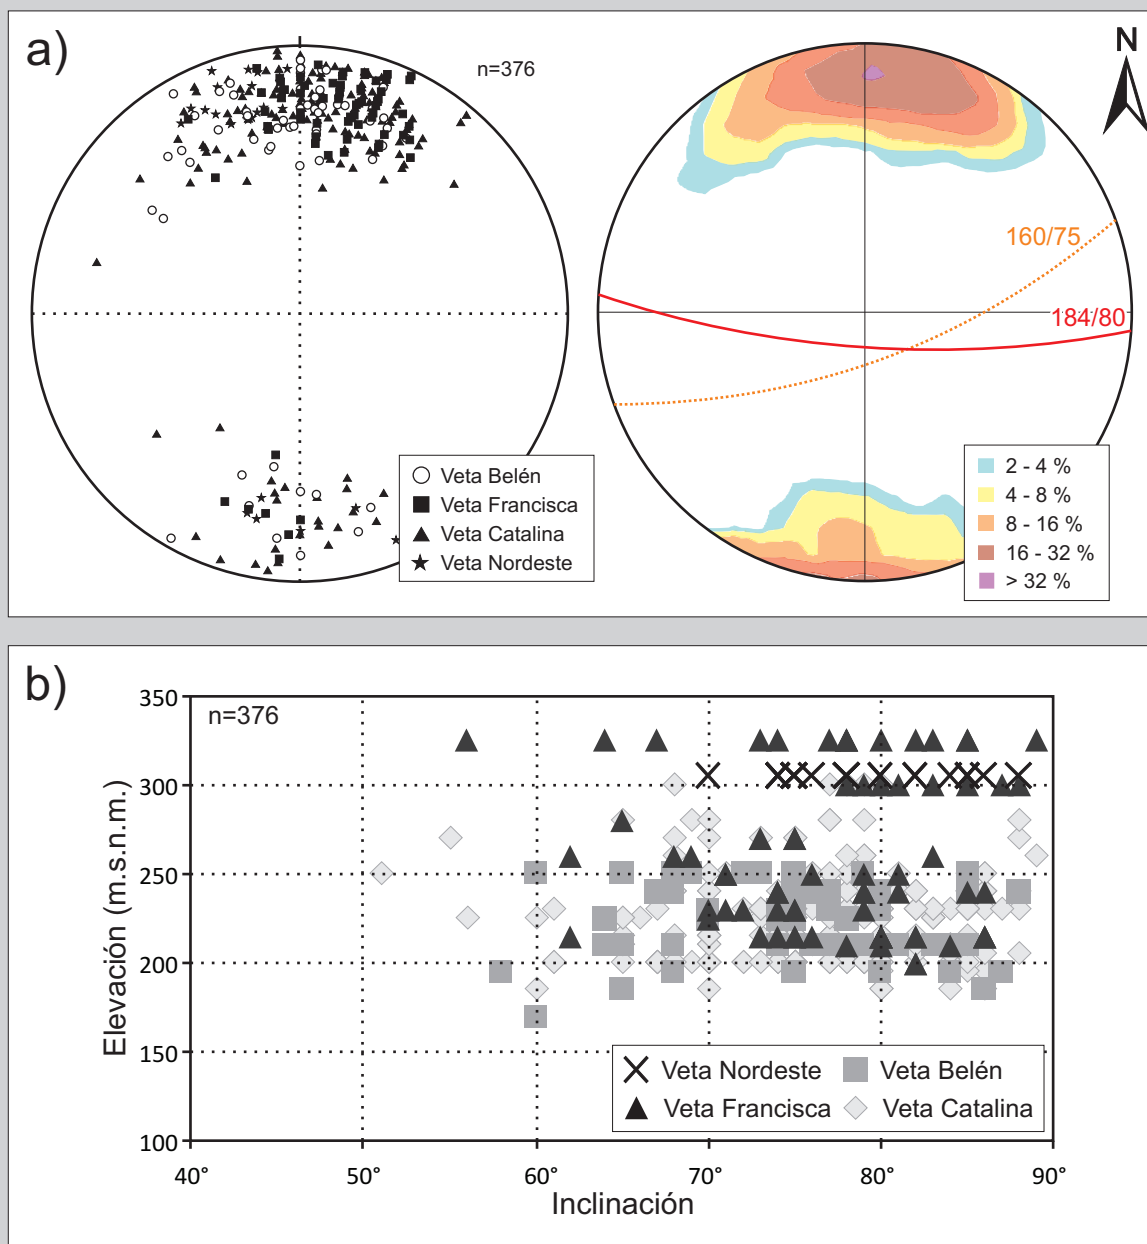 a)
n=376
N
160/75
184/80
Veta Belén
Veta Francisca
Veta Catalina
Veta Nordeste
2 - 4 %
4 - 8 %
8 - 16 %
16 - 32 %
> 32 %
b)
n=376
350
300
250
200
150
100
Elevación (m.s.n.m.)
40°
50°
60°
70°
80°
90°
Inclinación
Veta Nordeste
Veta Belén
Veta Francisca
Veta Catalina